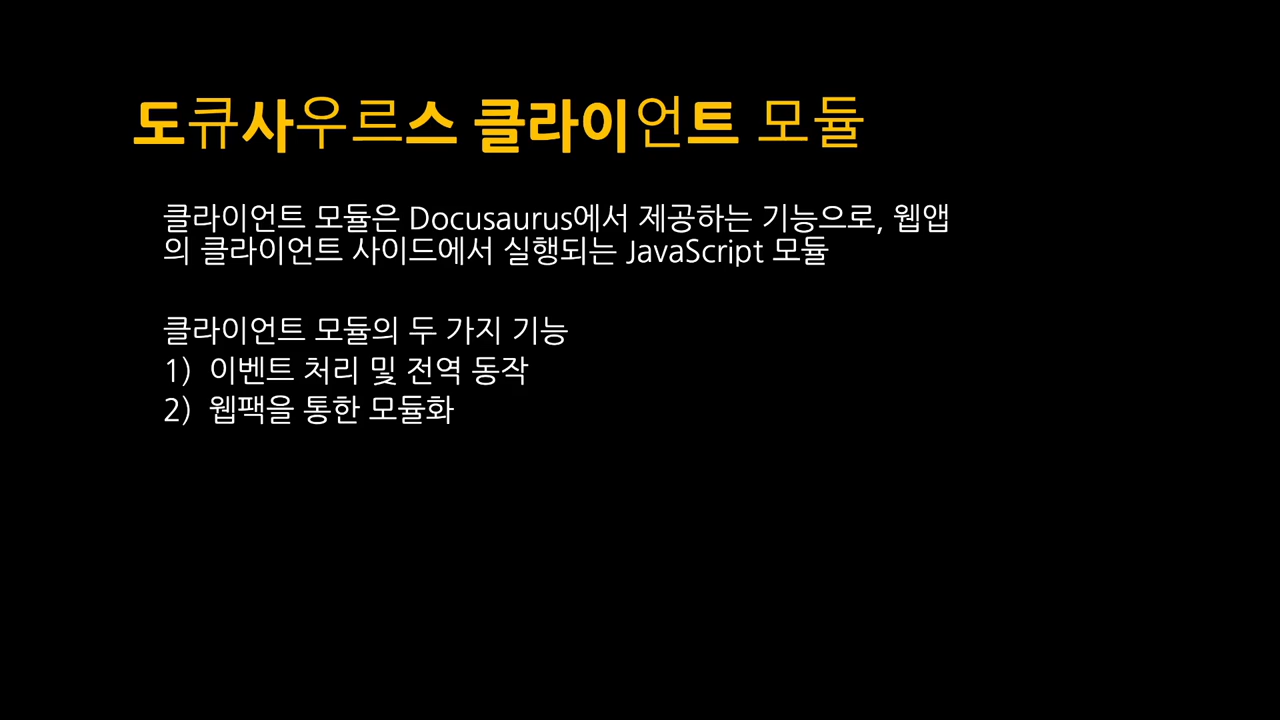 도큐사우르스 클라이언트 모듈
클라이언트 모듈은 Docusaurus에서 제공하는 기능으로, 웹앱
의 클라이언트 사이드에서 실행되는 JavaScript 모듈
클라이언트 모듈의 두 가지 기능
1) 이벤트 처리 및 전역 동작
2) 웹팩을 통한 모듈화